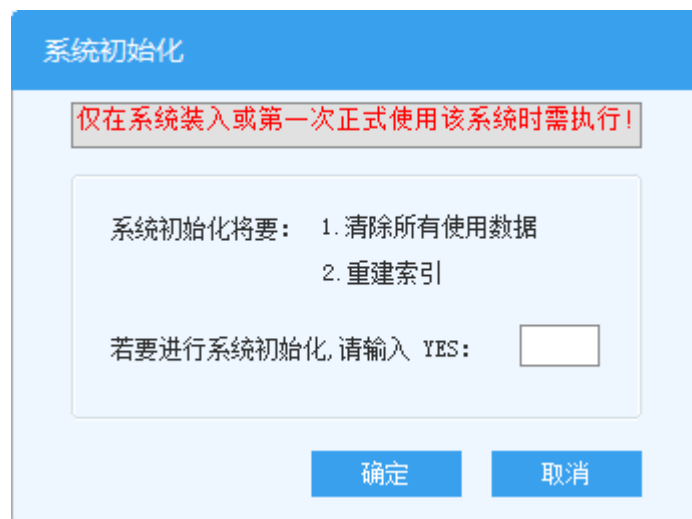 系统初始化
仅在系统装入或第一次正式使用该系统时需执行!
系统初始化将要: 1.清除所有使用数据
2.重建索引
若要进行系统初始化,请输入 YES:
确定 取消